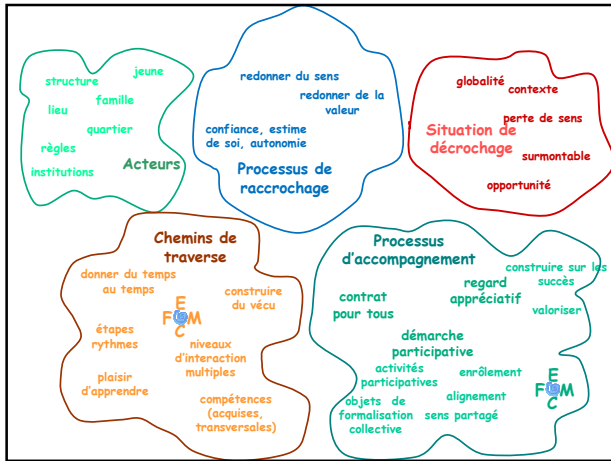 jeune
structure
famille
lieu
quartier
règles
institutions
Acteurs
redonner du sens
redonner de la
valeur
confiance, estime
de soi, autonomie
Processus de
raccrochage
globalité
contexte
perte de sens
Situation de
décrochage
surmontable
opportunité
Chemins de
traverse
donner du temps
au temps
construire
du vécu
E
F M
C
étapes
rythmes
niveaux
d'interaction
multiples
plaisir
d'apprendre
compétences
(acquises,
transversales)
Processus
d'accompagnement
construire sur les
succès
regard
appréciatif
contrat
pour tous
valoriser
démarche
participative
activités
participatives
enrôlement
E
F M
C
alignement
objets de
formalisation
collective
sens partagé